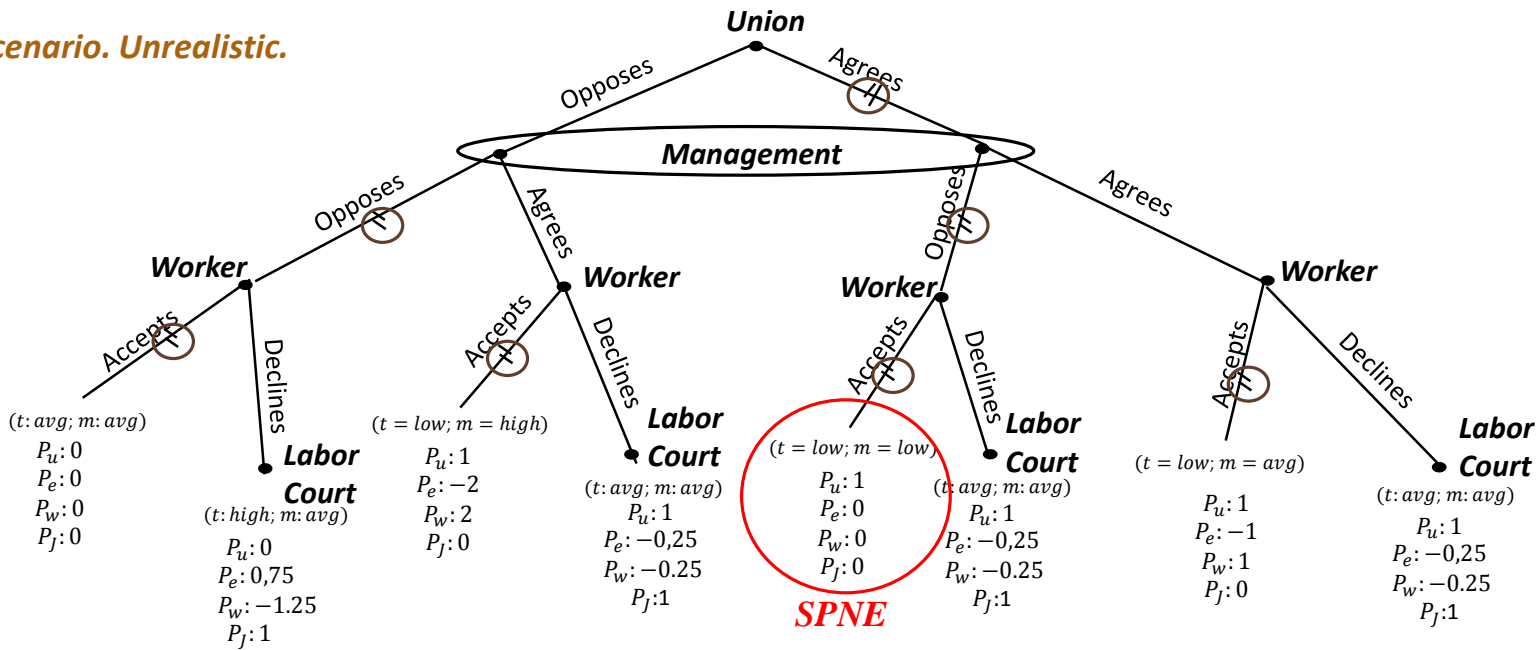 Union
cenario. Unrealistic.
Opposes
Agrees
Management
Opposes
Agrees
Opposes
Agrees
Worker
Worker
Worker
Worker
Accepts
Declines
Accepts
Declines
Accepts
Declines
Accepts
Declines
(t: avg; m: avg)
P_u: 0
P_e: 0
P_w: 0
P_J: 0
Labor
Court
(t: high; m: avg)
P_u: 0
P_e: 0,75
P_w: −1.25
P_J: 1
(t = low; m = high)
P_u: 1
P_e: −2
P_w: 2
P_J: 0
Labor
Court
(t: avg; m: avg)
P_u: 1
P_e: −0,25
P_w: −0.25
P_J:1
(t = low; m = low)
P_u: 1
P_e: 0
P_w: 0
P_J: 0
SPNE
Labor
Court
(t: avg; m: avg)
P_u: 1
P_e: −0,25
P_w: −0.25
P_J:1
(t = low; m = avg)
P_u: 1
P_e: −1
P_w: 1
P_J: 0
Labor
Court
(t: avg; m: avg)
P_u: 1
P_e: −0,25
P_w: −0.25
P_J:1